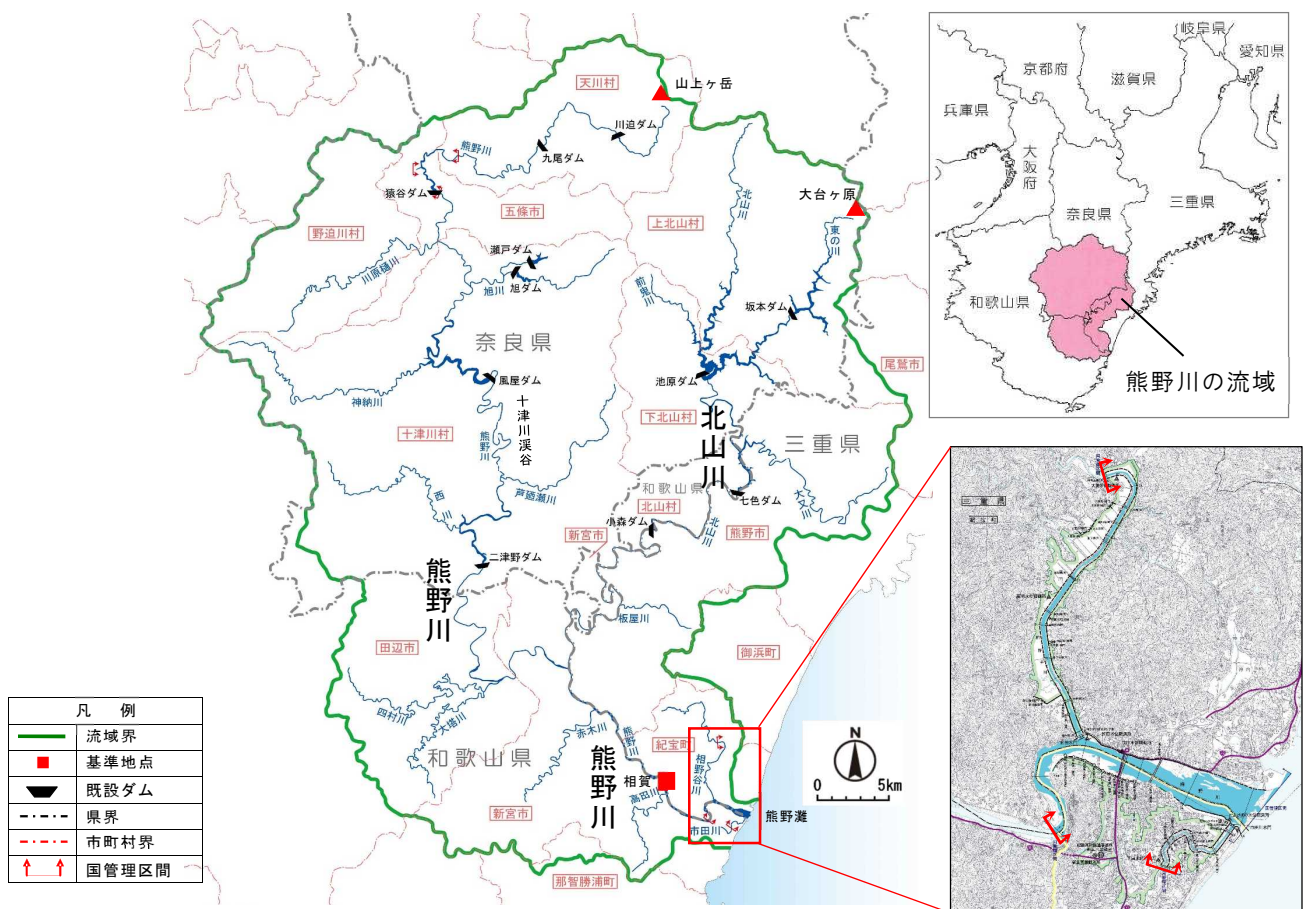 天川村
山上ヶ岳
川迫ダム
九尾ダム
熊野川
猿谷ダム
五條市
野迫川村
川原樋川
瀬戸ダム
旭ダム
旭川
北山川
上北山村
大台ヶ原
東の川
前鬼川
坂本ダム
尾鷲市
奈良県
池原ダム
風屋ダム
神納川
十津川渓谷
十津川村
熊野川
下北山村
北山川
三重県
芦廼瀬川
西川
和歌山県
北山村
七色ダム
大又川
小森ダム
北山川
熊野市
新宮市
二津野ダム
熊野川
板屋川
田辺市
御浜町
四村川
大塔川
赤木川
熊野川
紀宝町
和歌山県
熊野川
相賀
相野谷川
高田川
新宮市
市田川
熊野灘
那智勝浦町
N
0 5km
凡 例
流域界
基準地点
既設ダム
県界
市町村界
国管理区間
岐阜県
愛知県
京都府
滋賀県
兵庫県
大阪府
三重県
奈良県
和歌山県
熊野川の流域
三重県